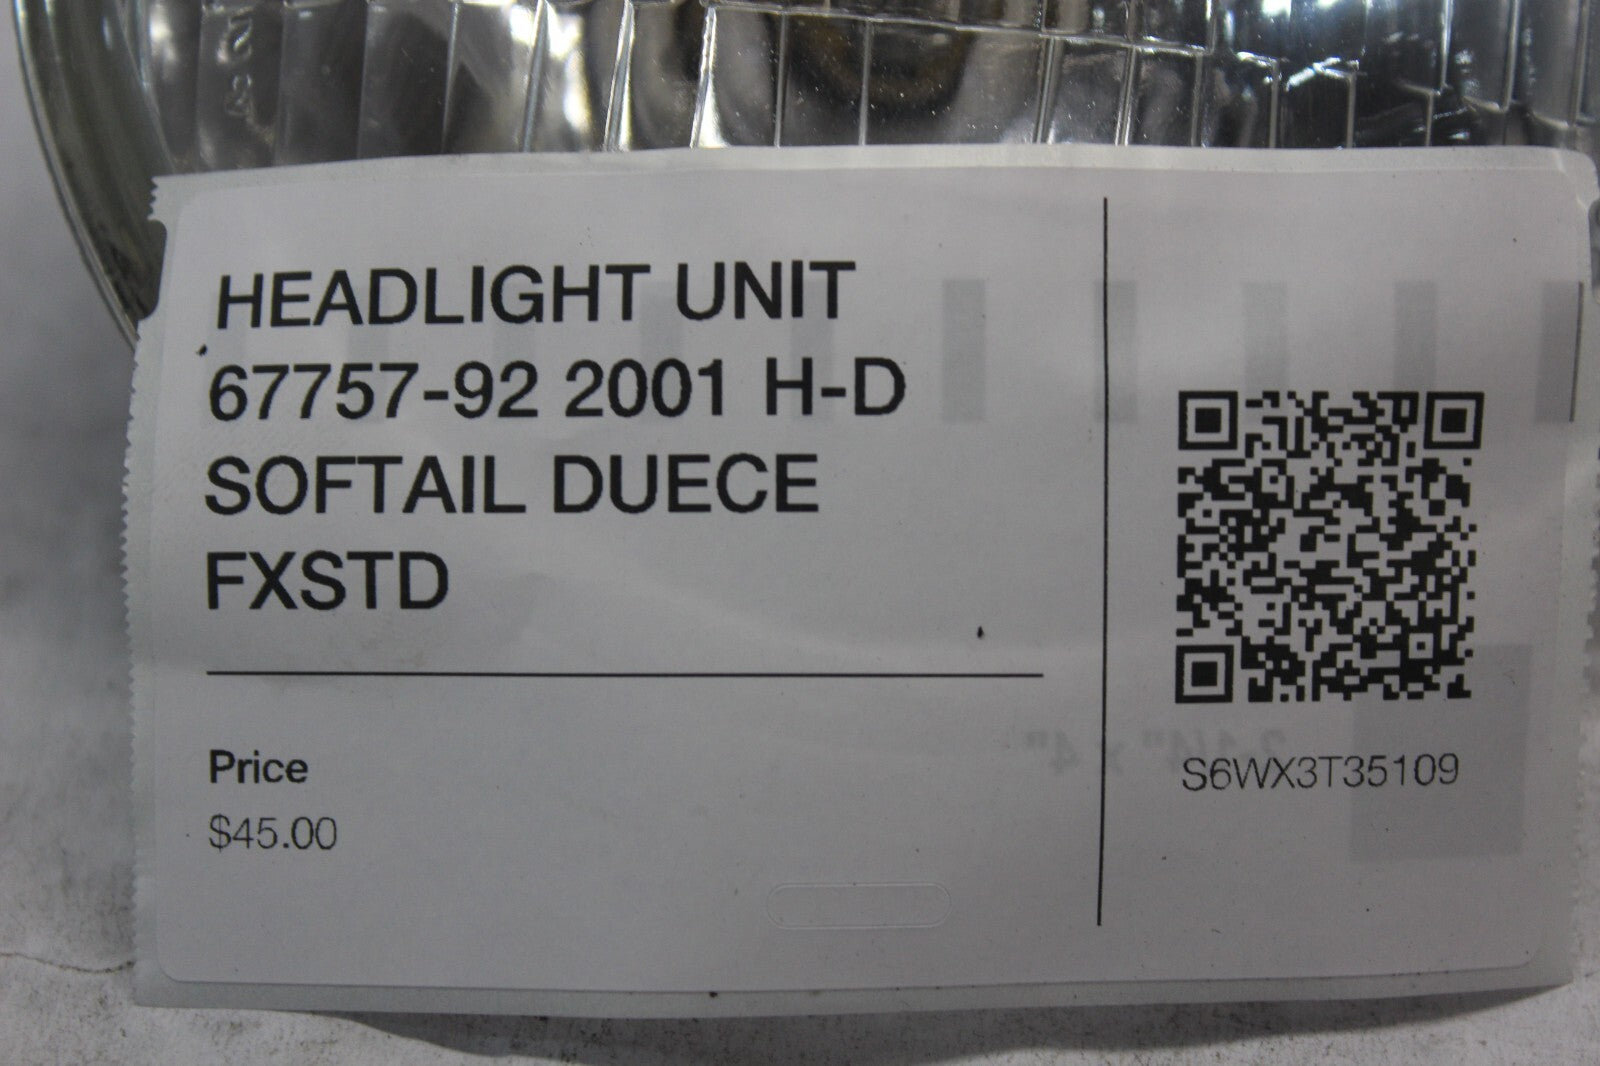 HEADLIGHT UNIT
67757-92 2001 H-D
SOFTAIL DUECE
FXSTD
Price
$45.00
S6WX3T35109